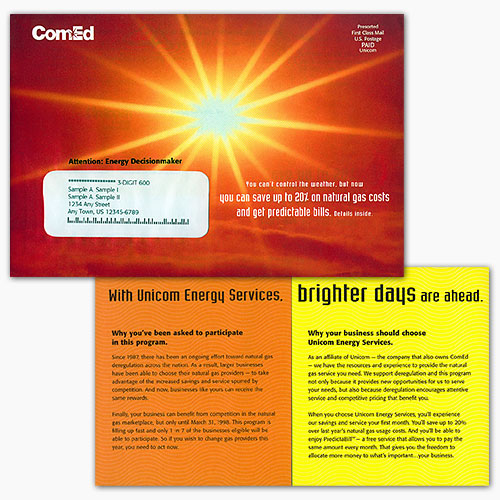 ComEd
Presorted
First Class Mail
U.S. Postage
PAID
Unicom
Attention: Energy Decisionmaker
******************** 3-DIGIT 600
Sample A. Sample I
Sample A. Sample II
1234 Any Street
Any Town, US 12345-6789
You can't control the weather, but now
you can save up to 20% on natural gas costs
and get predictable bills. Details inside.
With Unicom Energy Services, brighter days are ahead.
Why you've been asked to participate
in this program.
Since 1987, there has been an ongoing effort toward natural gas
deregulation across the nation. As a result, larger businesses
have been able to choose their natural gas providers — to take
advantage of the increased savings and service spurred by
competition. And now, businesses like yours can receive the
same rewards.
Finally, your business can benefit from competition in the natural
gas marketplace, but only until March 31, 1998. This program is
filling up fast and only 1 in 7 of the businesses eligible will be
able to participate. So if you wish to change gas providers this
year, you need to act now.
Why your business should choose
Unicom Energy Services.
As an affiliate of Unicom — the company that also owns ComEd
— we have the resources and experience to provide the natural
gas service you need. We support deregulation and this program
not only because it provides new opportunities for us to serve
your needs, but also because deregulation encourages attentive
service and competitive pricing that benefit you.
When you choose Unicom Energy Services, you'll experience
our savings and service your first month. You'll save up to 20%
over last year's natural gas usage costs. And you'll be able to
enjoy PredictaBill™ — a free service that allows you to pay the
same amount every month. That gives you the freedom to
allocate more money to what's important...your business.